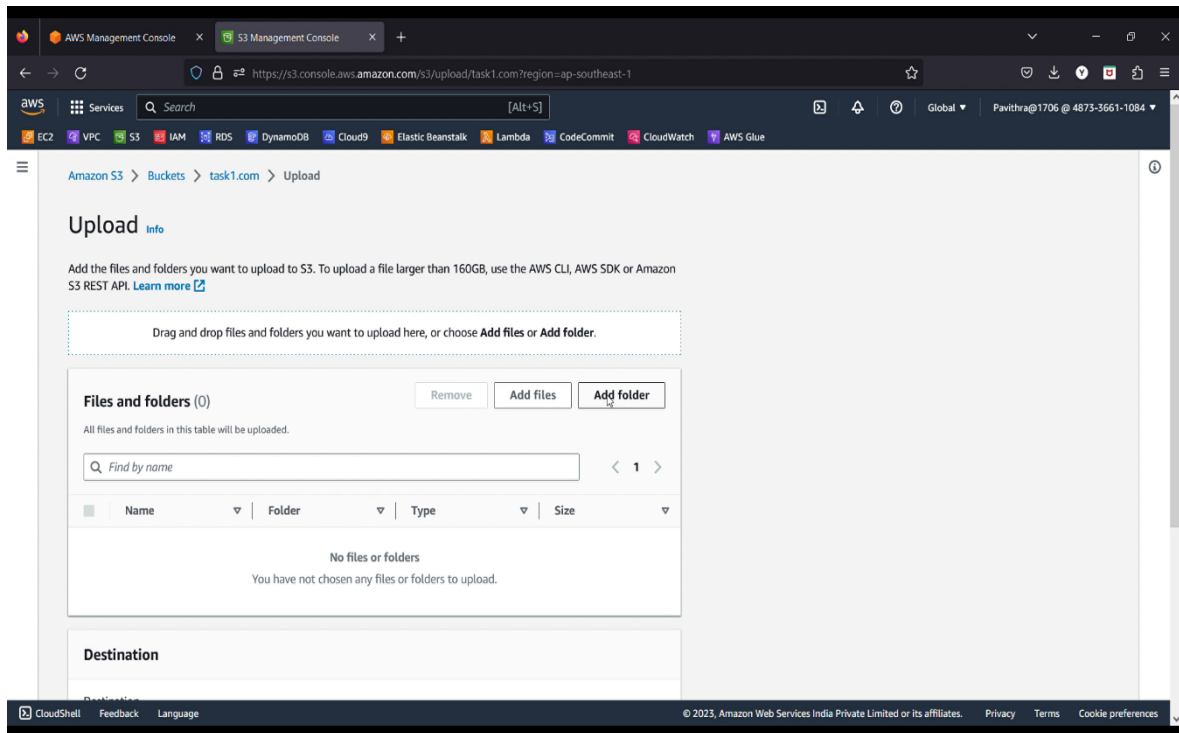 AWS Management Console
S3 Management Console
https://s3.console.aws.amazon.com/s3/upload/task1.com?region=ap-southeast-1
aws
Services
Search
[Alt+S]
Global
Pavithra@1706 @ 4873-3661-1084
EC2 VPC S3 IAM RDS DynamoDB Cloud9 Elastic Beanstalk Lambda CodeCommit CloudWatch AWS Glue
Amazon S3 > Buckets > task1.com > Upload
Upload Info
Add the files and folders you want to upload to S3. To upload a file larger than 160GB, use the AWS CLI, AWS SDK or Amazon
S3 REST API. Learn more
Drag and drop files and folders you want to upload here, or choose Add files or Add folder.
Files and folders (0)
Remove
Add files
Add folder
All files and folders in this table will be uploaded.
Find by name
< 1 >
Name Folder Type Size
No files or folders
You have not chosen any files or folders to upload.
Destination
Destination
CloudShell Feedback Language
© 2023, Amazon Web Services India Private Limited or its affiliates. Privacy Terms Cookie preferences